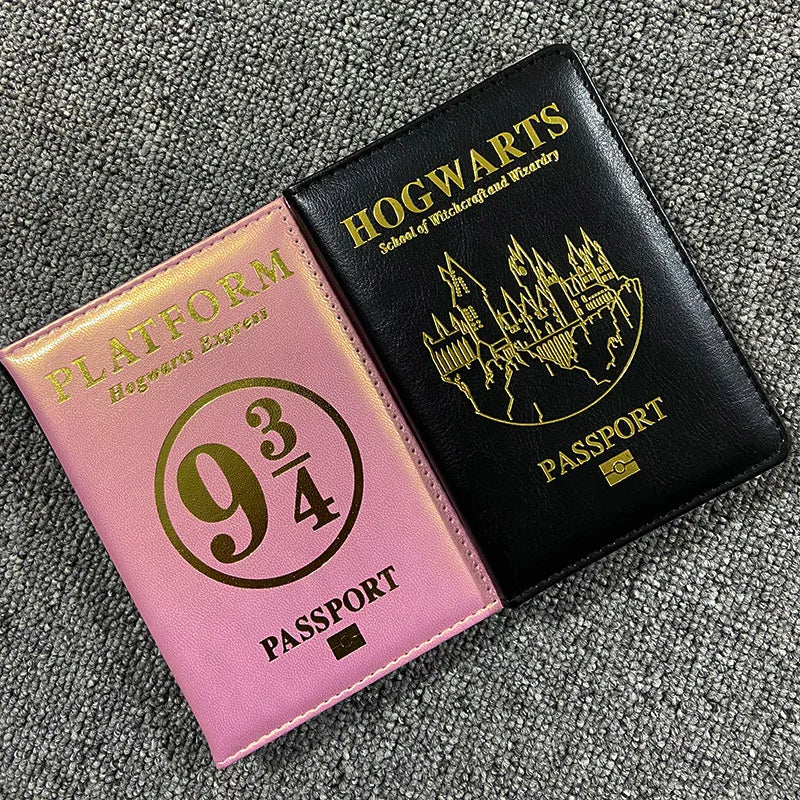 PLATFORM
Hogwarts Express
9 3/4
PASSPORT
HOGWARTS
School of Witchcraft and Wizardry
PASSPORT